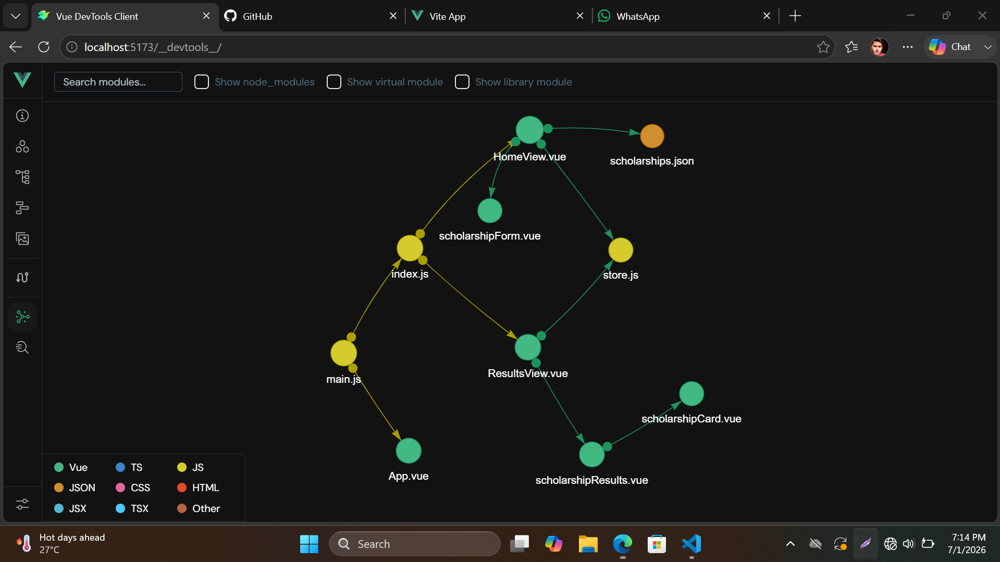 Vue DevTools Client
GitHub
Vite App
WhatsApp
localhost:5173/__devtools__/
Chat
Search modules...
Show node_modules
Show virtual module
Show library module
HomeView.vue
scholarships.json
scholarshipForm.vue
index.js
store.js
main.js
ResultsView.vue
scholarshipCard.vue
App.vue
scholarshipResults.vue
Vue TS JS
JSON CSS HTML
JSX TSX Other
Hot days ahead
27°C
Search
7:14 PM
7/1/2026